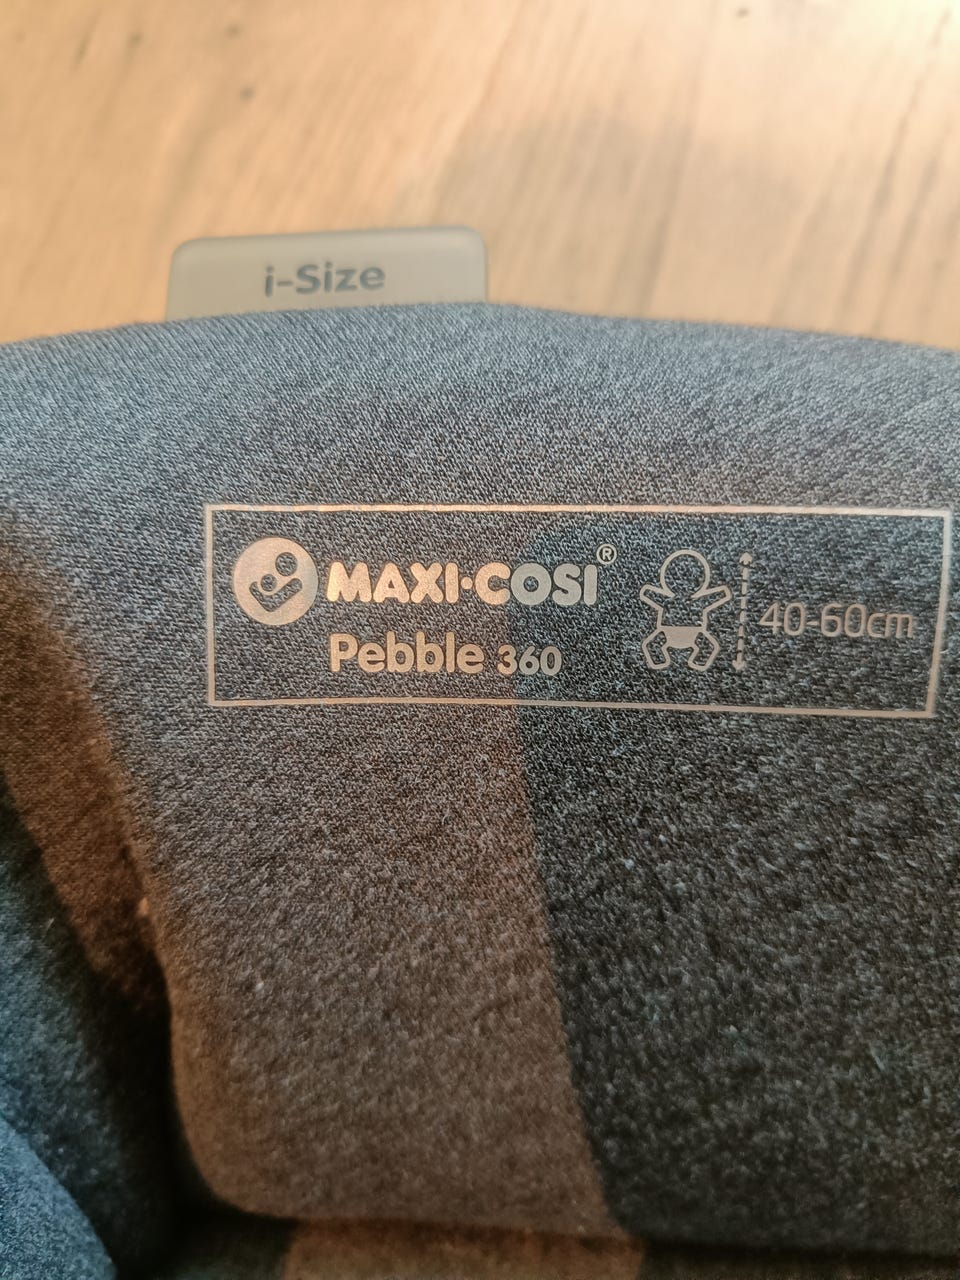 i-Size
MAXI·COSI®
Pebble 360
40-60cm